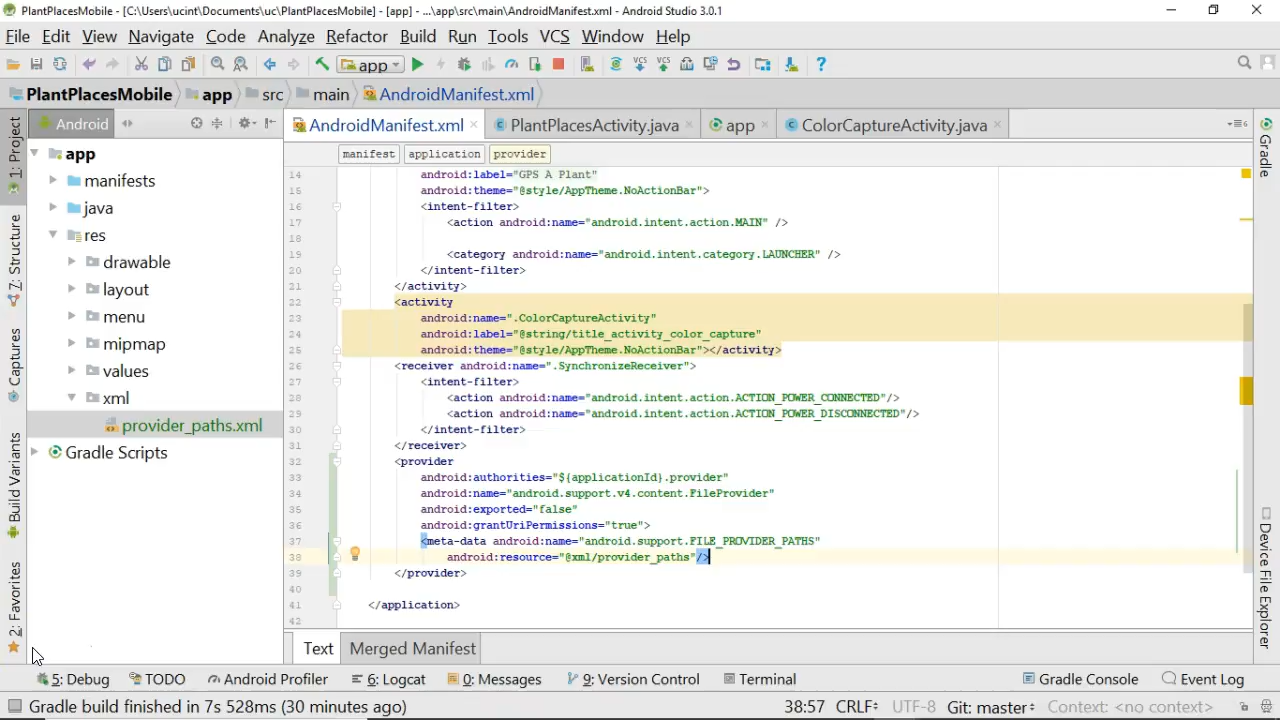 PlantPlacesMobile - [C:\Users\ucint\Documents\uc\PlantPlacesMobile] - [app] - ...\app\src\main\AndroidManifest.xml - Android Studio 3.0.1
File Edit View Navigate Code Analyze Refactor Build Run Tools VCS Window Help
app VCS VCS
PlantPlacesMobile app src main AndroidManifest.xml
Android
AndroidManifest.xml PlantPlacesActivity.java app ColorCaptureActivity.java
manifest application provider
1: Project
7: Structure
Captures
Build Variants
2: Favorites
app
manifests
java
res
drawable
layout
menu
mipmap
values
xml
provider_paths.xml
Gradle Scripts
14 android:label="GPS A Plant"
15 android:theme="@style/AppTheme.NoActionBar">
16 <intent-filter>
17 <action android:name="android.intent.action.MAIN" />
18
19 <category android:name="android.intent.category.LAUNCHER" />
20 </intent-filter>
21 </activity>
22 <activity
23 android:name=".ColorCaptureActivity"
24 android:label="@string/title_activity_color_capture"
25 android:theme="@style/AppTheme.NoActionBar"></activity>
26 <receiver android:name=".SynchronizeReceiver">
27 <intent-filter>
28 <action android:name="android.intent.action.ACTION_POWER_CONNECTED"/>
29 <action android:name="android.intent.action.ACTION_POWER_DISCONNECTED"/>
30 </intent-filter>
31 </receiver>
32 <provider
33 android:authorities="${applicationId}.provider"
34 android:name="android.support.v4.content.FileProvider"
35 android:exported="false"
36 android:grantUriPermissions="true">
37 <meta-data android:name="android.support.FILE_PROVIDER_PATHS"
38 android:resource="@xml/provider_paths"/>
39 </provider>
40
41 </application>
42
Gradle
Device File Explorer
Text Merged Manifest
5: Debug TODO Android Profiler 6: Logcat 0: Messages 9: Version Control Terminal Gradle Console Event Log
Gradle build finished in 7s 528ms (30 minutes ago) 38:57 CRLF UTF-8 Git: master Context: <no context>